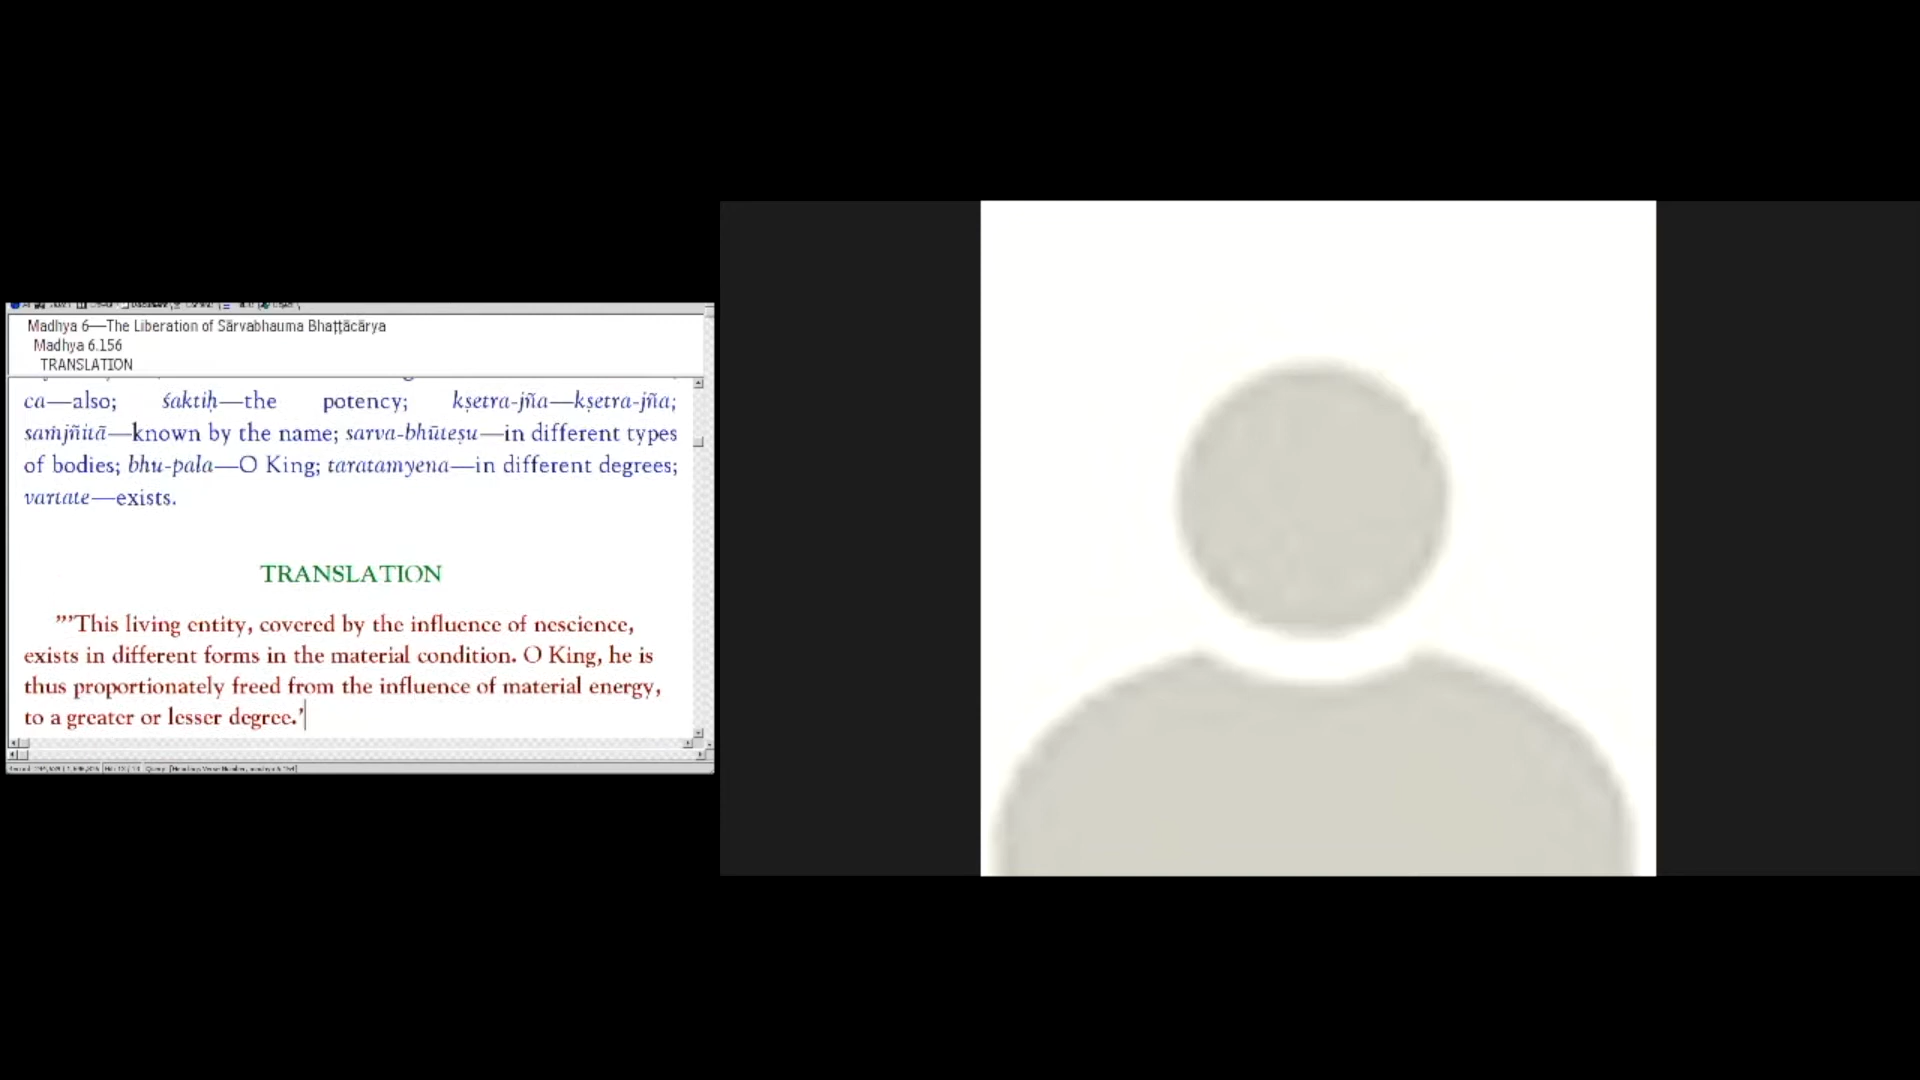 Madhya 6—The Liberation of Sārvabhauma Bhaṭṭācārya
Madhya 6.156
TRANSLATION
ca—also; śaktiḥ—the potency; kṣetra-jña—kṣetra-jña;
saṁjñitā—known by the name; sarva-bhūteṣu—in different types
of bodies; bhu-pala—O King; taratamyena—in different degrees;
vartate—exists.
TRANSLATION
”’This living entity, covered by the influence of nescience,
exists in different forms in the material condition. O King, he is
thus proportionately freed from the influence of material energy,
to a greater or lesser degree.’